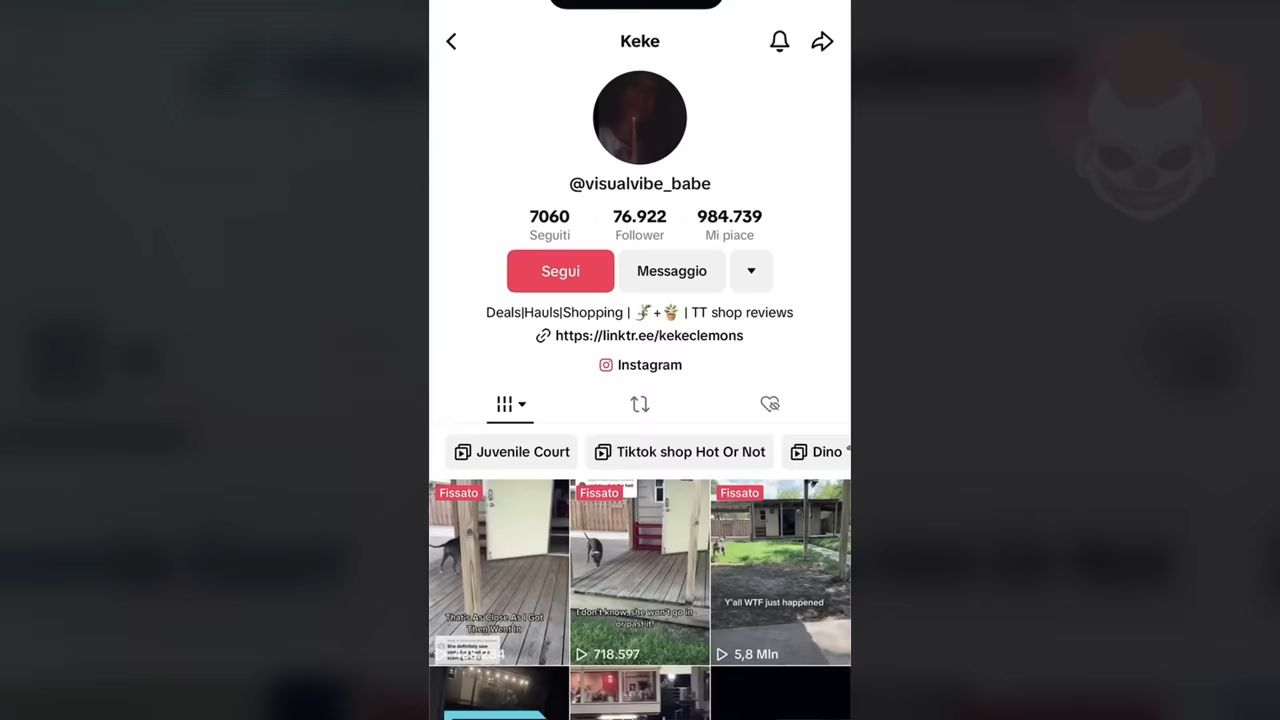 Keke
@visualvibe_babe
7060 76.922 984.739
Seguiti Follower Mi piace
Segui Messaggio
Deals|Hauls|Shopping | 🦎+🪴 | TT shop reviews
https://linktr.ee/kekeclemons
Instagram
Juvenile Court Tiktok shop Hot Or Not Dino
Fissato Fissato Fissato
That's As Close As I Got
Then Went In
I don't know, she won't go in
or past it.
Y'all WTF just happened
She definitely saw
718.597 5,8 Mln